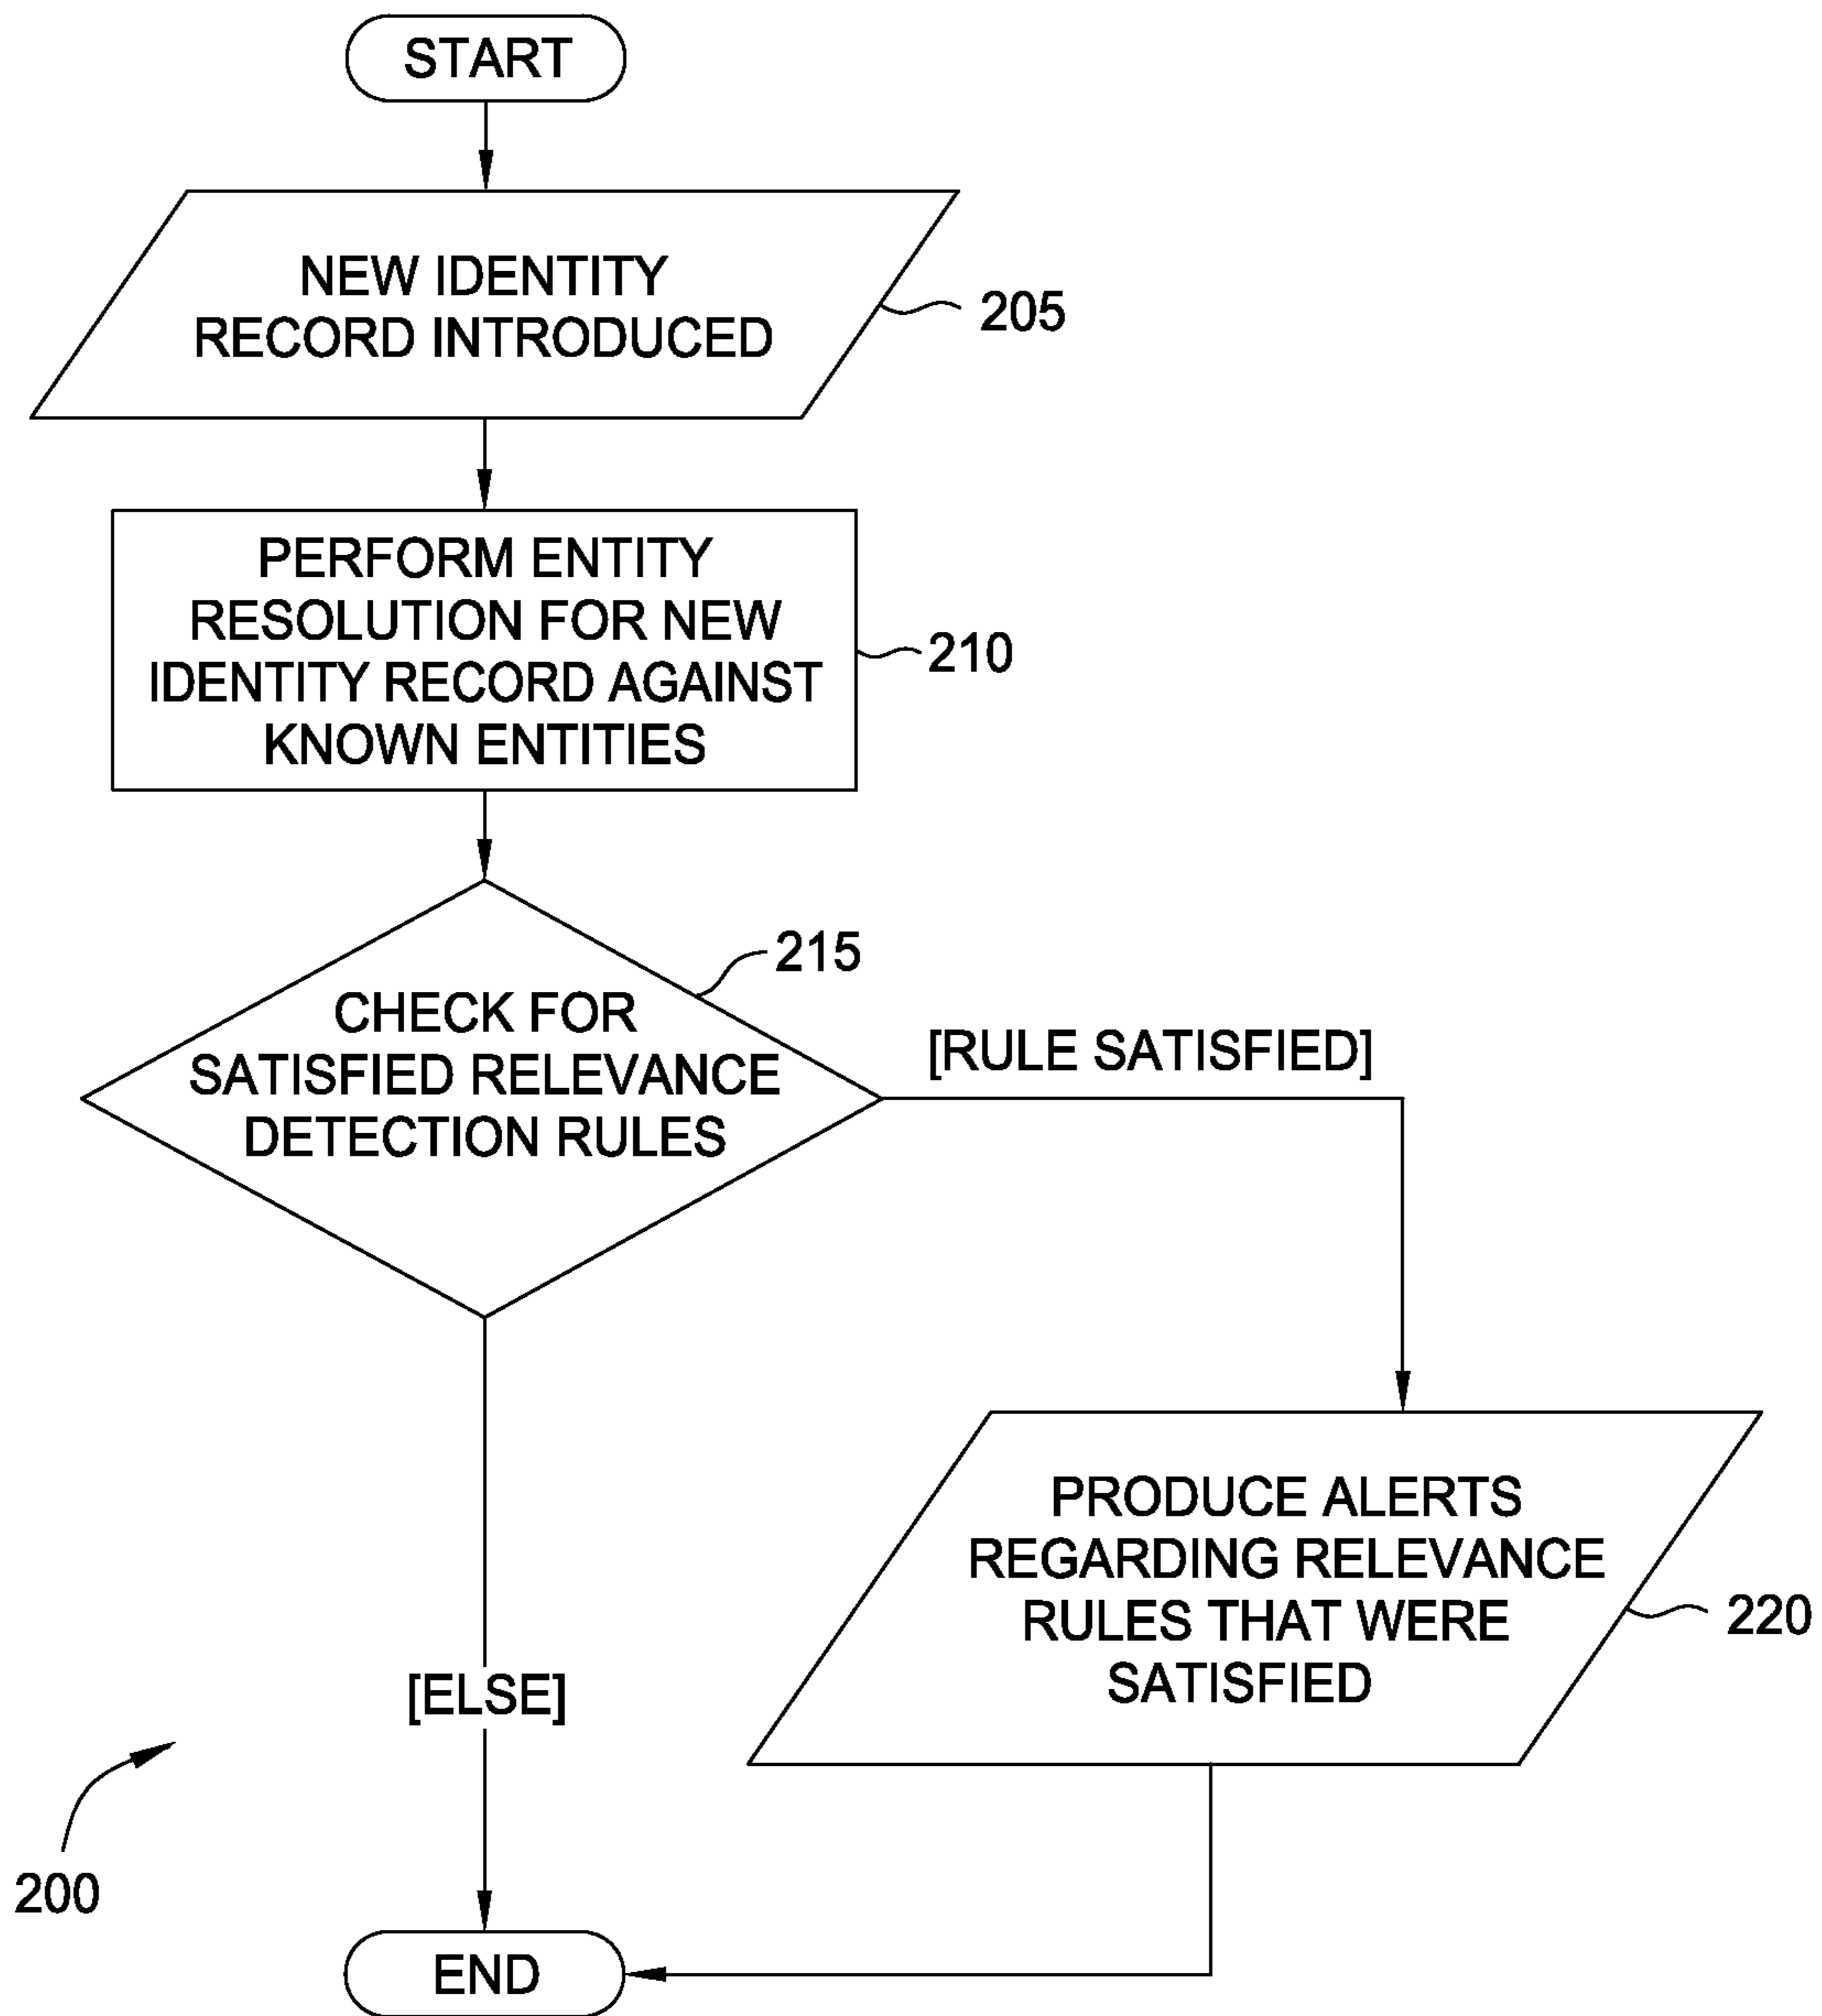 START
NEW IDENTITY
RECORD INTRODUCED
205
PERFORM ENTITY
RESOLUTION FOR NEW
IDENTITY RECORD AGAINST
KNOWN ENTITIES
210
215
CHECK FOR
SATISFIED RELEVANCE
DETECTION RULES
[RULE SATISFIED]
PRODUCE ALERTS
REGARDING RELEVANCE
RULES THAT WERE
SATISFIED
220
[ELSE]
200
END